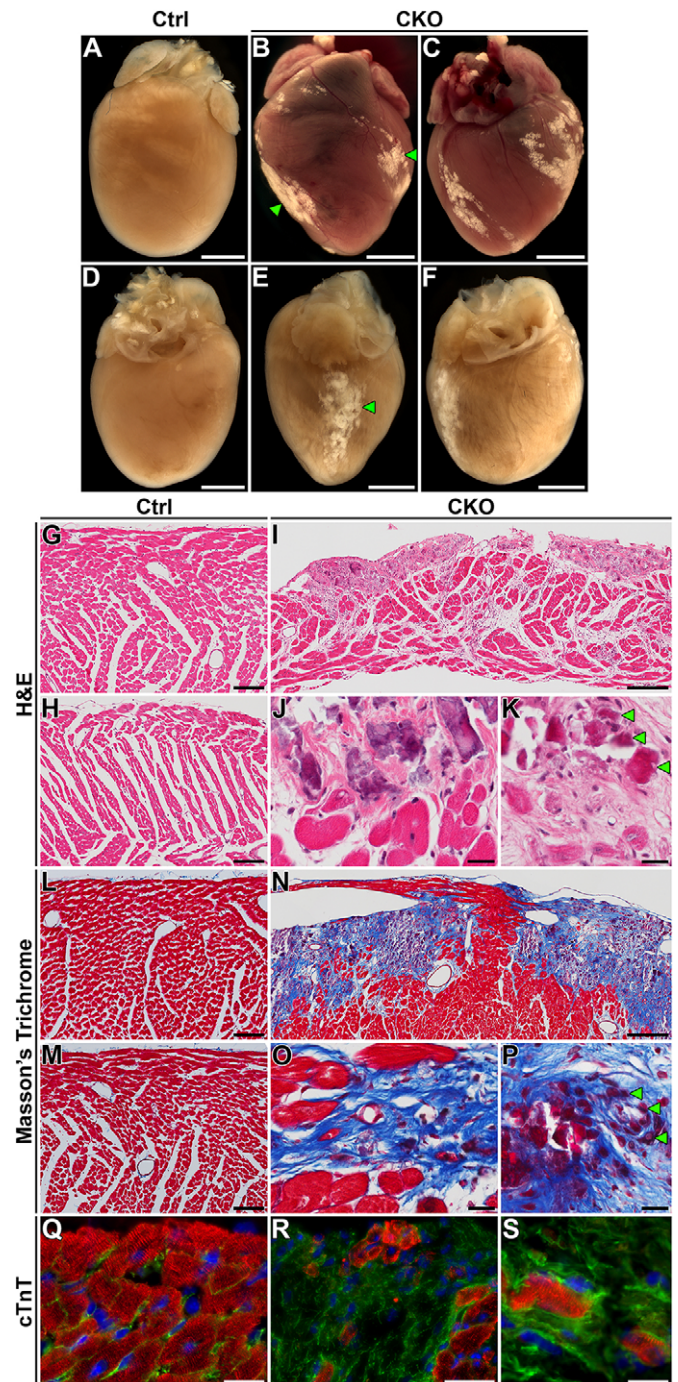 Ctrl CKO
A B C
D E F
Ctrl CKO
H&E
G I
H J K
Masson's Trichrome
L N
M O P
cTnT
Q R S